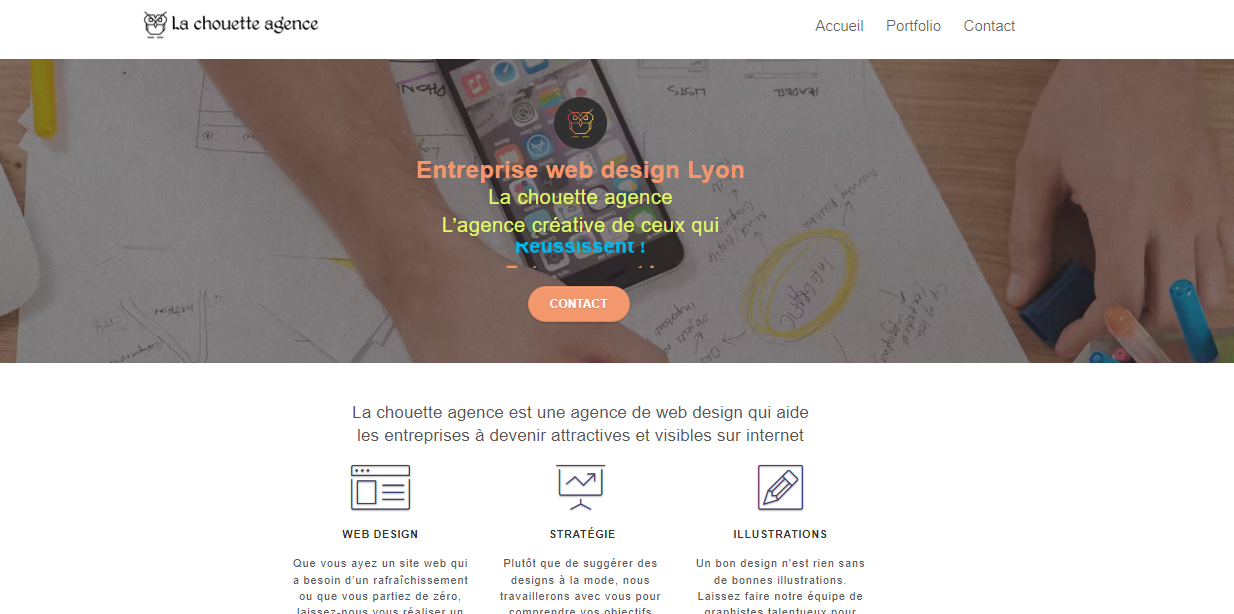 La chouette agence
Accueil Portfolio Contact
PHON
LISTS
HEADER
Entreprise web design Lyon
La chouette agence
L’agence créative de ceux qui
Réussissent !
CONTACT
La chouette agence est une agence de web design qui aide
les entreprises à devenir attractives et visibles sur internet
WEB DESIGN
STRATÉGIE
ILLUSTRATIONS
Que vous ayez un site web qui
a besoin d’un rafraîchissement
ou que vous partiez de zéro,
laissez-nous vous réaliser un
Plutôt que de suggérer des
designs à la mode, nous
travaillerons avec vous pour
comprendre vos objectifs
Un bon design n’est rien sans
de bonnes illustrations.
Laissez faire notre équipe de
graphistes talentueux pour